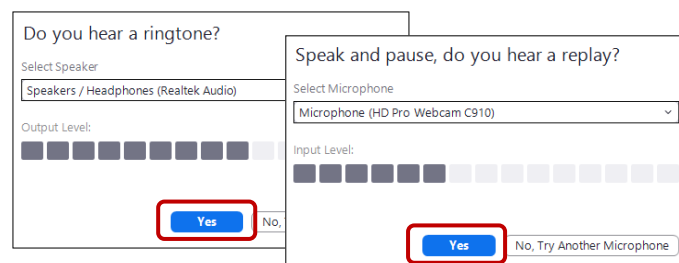 Do you hear a ringtone?
Select Speaker
Speakers / Headphones (Realtek Audio)
Output Level:
Yes
No,
Speak and pause, do you hear a replay?
Select Microphone
Microphone (HD Pro Webcam C910)
Input Level:
Yes
No, Try Another Microphone